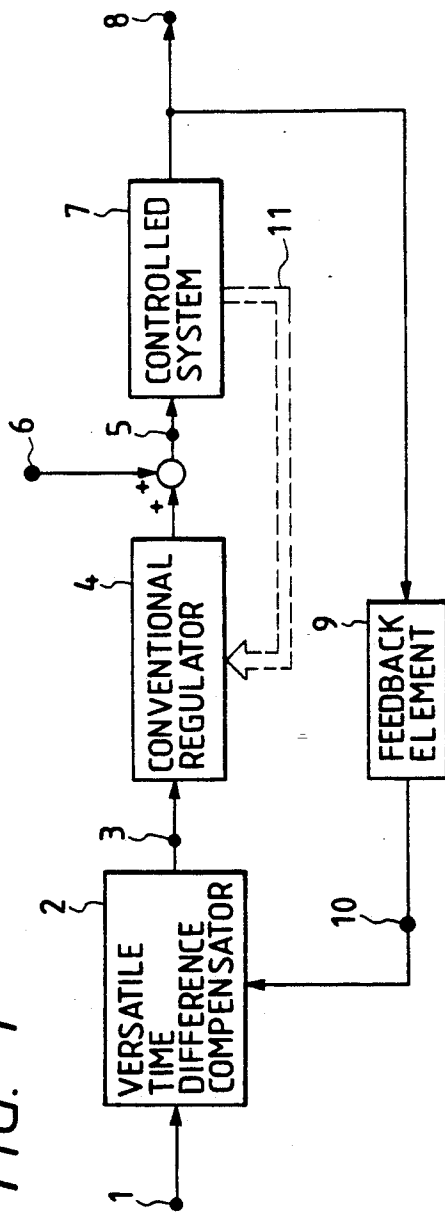 FIG. 1
1
2
VERSATILE
TIME
DIFFERENCE
COMPENSATOR
3
4
CONVENTIONAL
REGULATOR
+
+
5
6
7
CONTROLLED
SYSTEM
8
11
9
FEEDBACK
ELEMENT
10